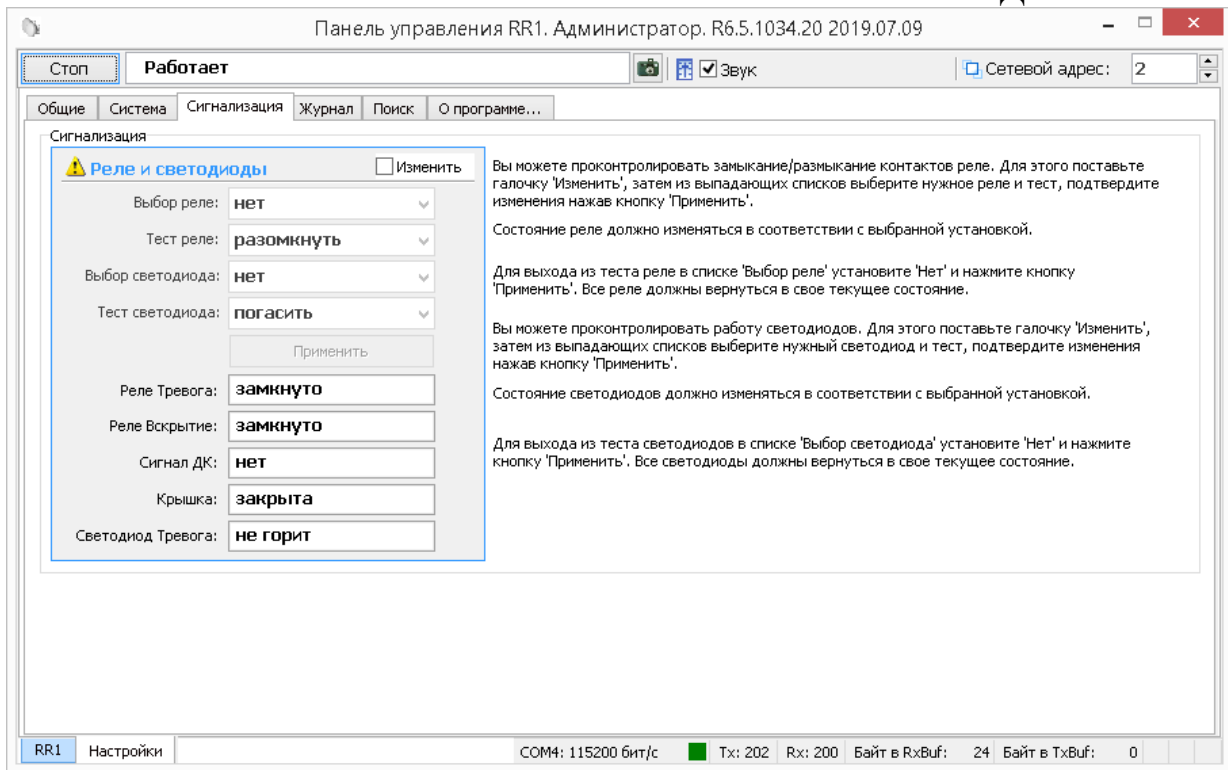 Панель управления RR1. Администратор. R6.5.1034.20 2019.07.09
Стоп Работает Звук Сетевой адрес: 2
Общие Система Сигнализация Журнал Поиск О программе...
Сигнализация
Реле и светодиоды Изменить
Выбор реле: нет
Тест реле: разомкнуть
Выбор светодиода: нет
Тест светодиода: погасить
Применить
Реле Тревога: замкнуто
Реле Вскрытие: замкнуто
Сигнал ДК: нет
Крышка: закрыта
Светодиод Тревога: не горит
Вы можете проконтролировать замыкание/размыкание контактов реле. Для этого поставьте
галочку 'Изменить', затем из выпадающих списков выберите нужное реле и тест, подтвердите
изменения нажав кнопку 'Применить'.
Состояние реле должно изменяться в соответствии с выбранной установкой.
Для выхода из теста реле в списке 'Выбор реле' установите 'Нет' и нажмите кнопку
'Применить'. Все реле должны вернуться в свое текущее состояние.
Вы можете проконтролировать работу светодиодов. Для этого поставьте галочку 'Изменить',
затем из выпадающих списков выберите нужный светодиод и тест, подтвердите изменения
нажав кнопку 'Применить'.
Состояние светодиодов должно изменяться в соответствии с выбранной установкой.
Для выхода из теста светодиодов в списке 'Выбор светодиода' установите 'Нет' и нажмите
кнопку 'Применить'. Все светодиоды должны вернуться в свое текущее состояние.
RR1 Настройки COM4: 115200 бит/с Tx: 202 Rx: 200 Байт в RxBuf: 24 Байт в TxBuf: 0